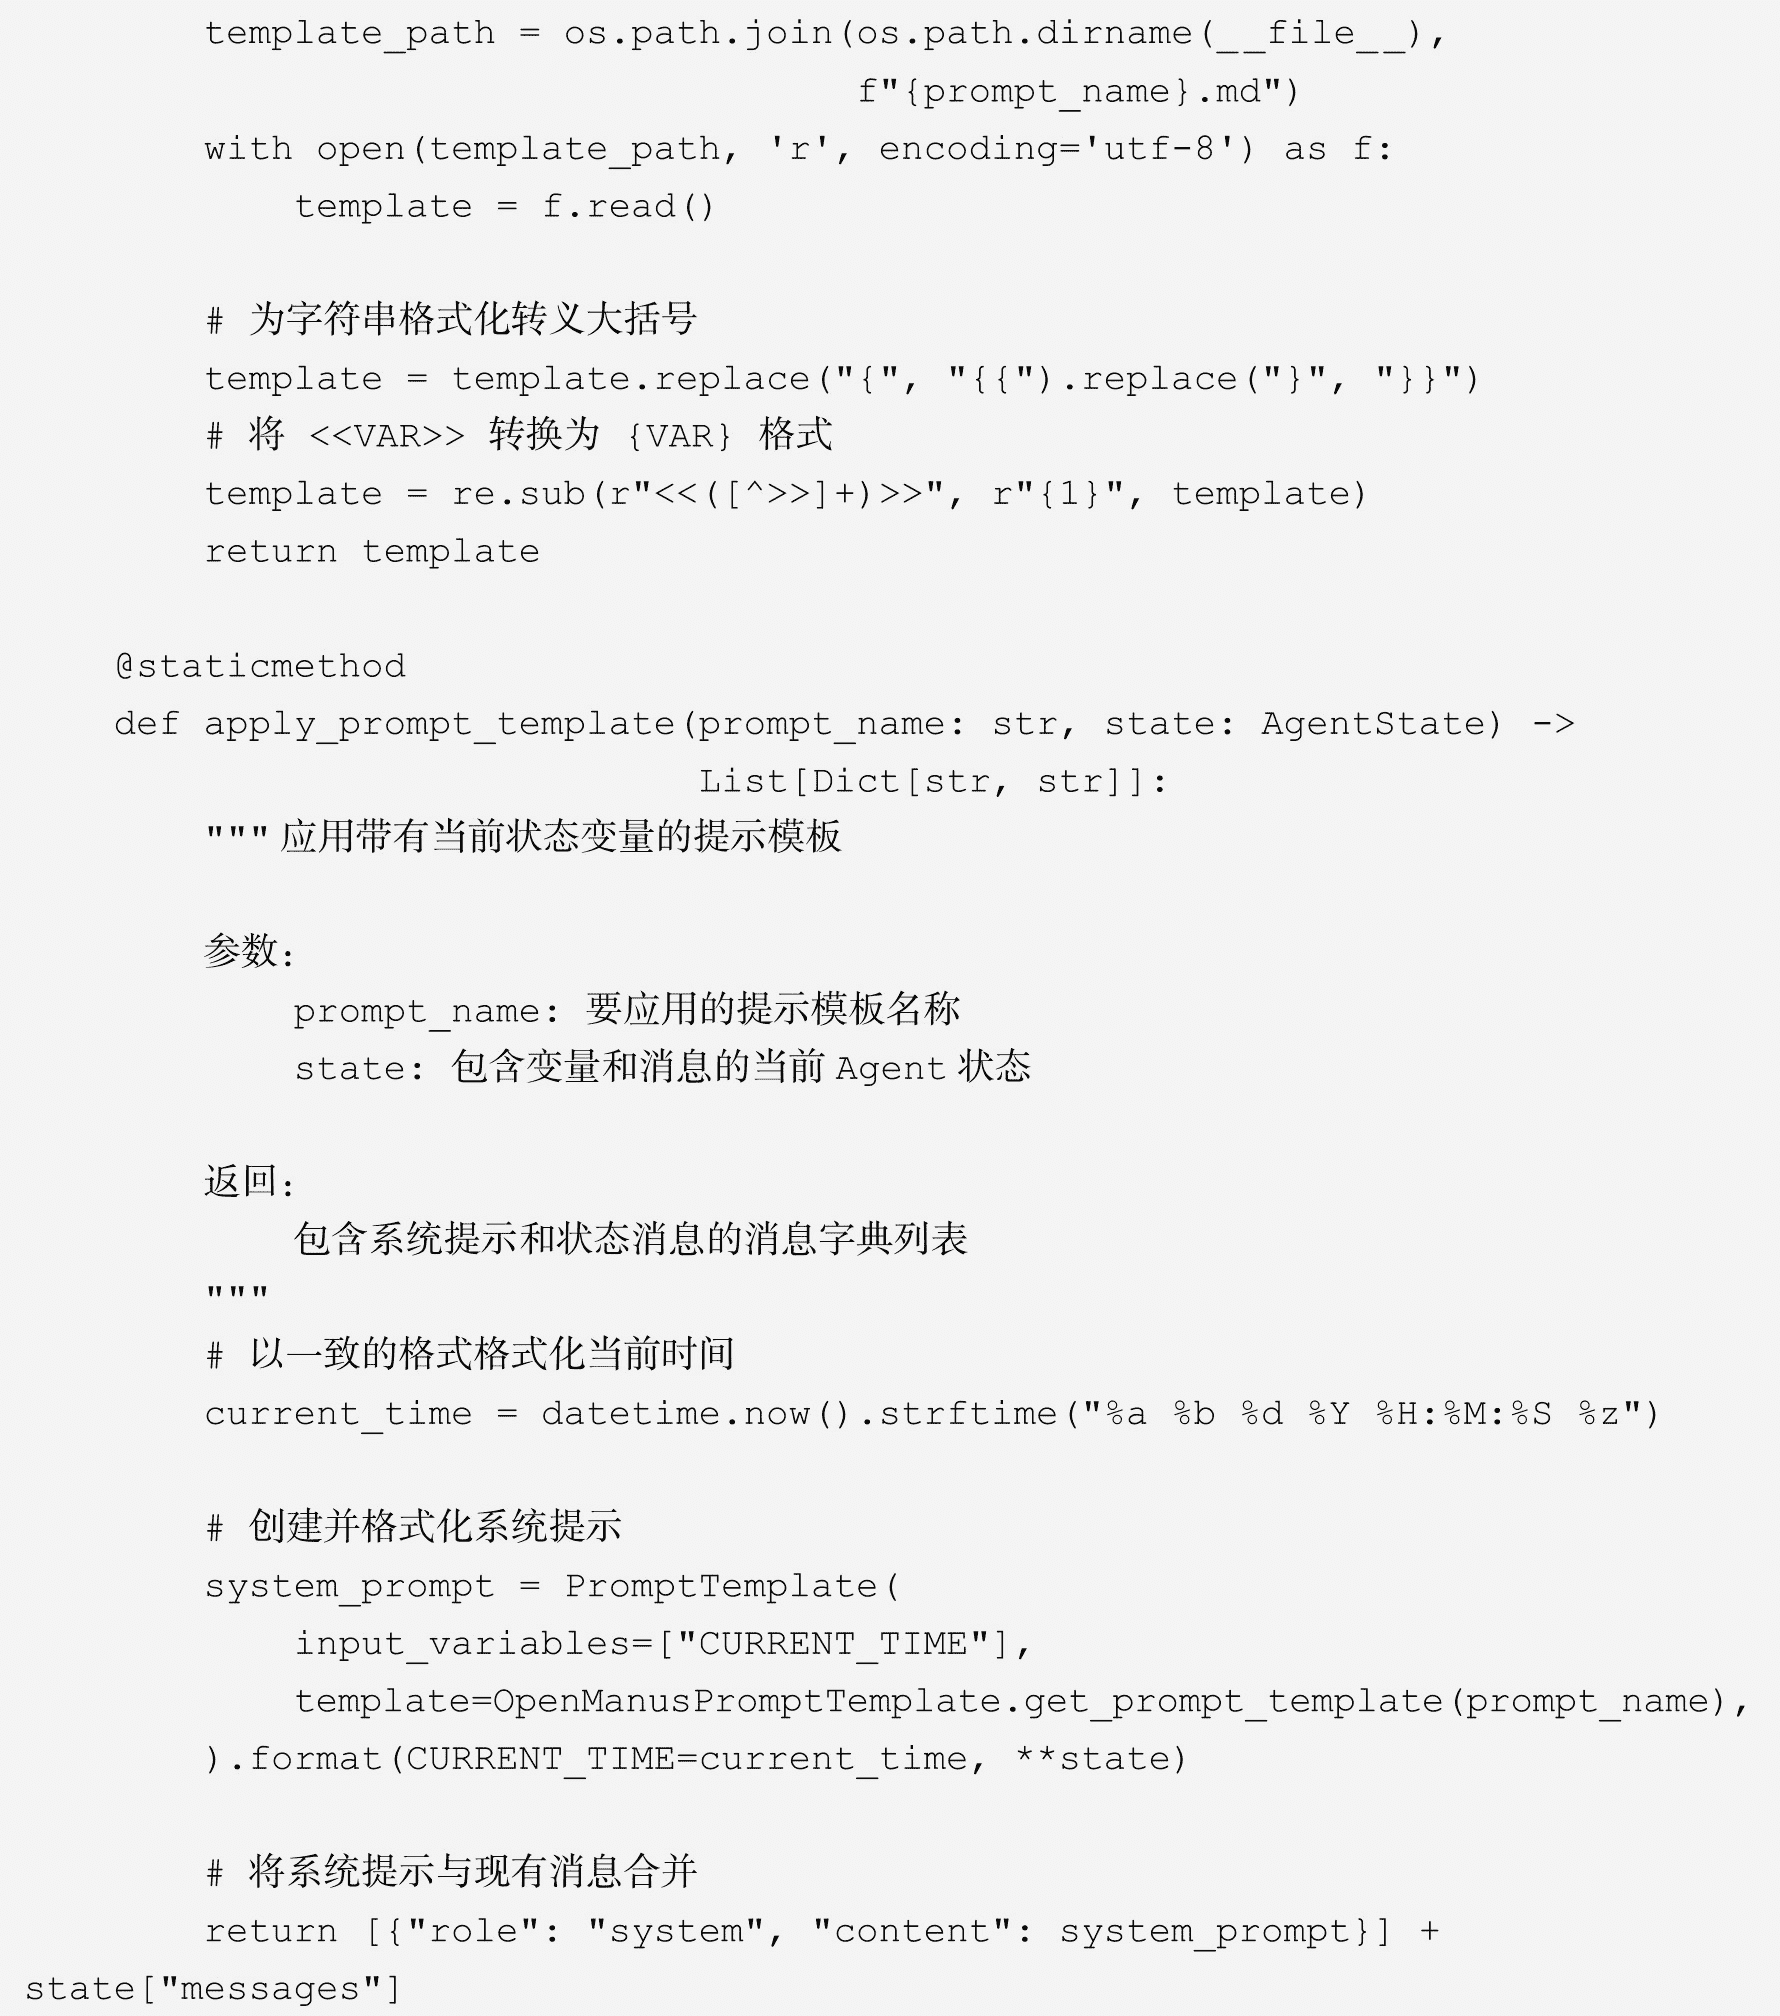 template_path = os.path.join(os.path.dirname(__file__),
f"{prompt_name}.md")
with open(template_path, 'r', encoding='utf-8') as f:
template = f.read()
# 为字符串格式化转义大括号
template = template.replace("{", "{{").replace("}", "}}")
# 将 <<VAR>> 转换为 {VAR} 格式
template = re.sub(r"<<([^>>]+)>>", r"{1}", template)
return template
@staticmethod
def apply_prompt_template(prompt_name: str, state: AgentState) ->
List[Dict[str, str]]:
"""应用带有当前状态变量的提示模板
参数:
prompt_name: 要应用的提示模板名称
state: 包含变量和消息的当前 Agent 状态
返回:
包含系统提示和状态消息的消息字典列表
"""
# 以一致的格式格式化当前时间
current_time = datetime.now().strftime("%a %b %d %Y %H:%M:%S %z")
# 创建并格式化系统提示
system_prompt = PromptTemplate(
input_variables=["CURRENT_TIME"],
template=OpenManusPromptTemplate.get_prompt_template(prompt_name),
).format(CURRENT_TIME=current_time, **state)
# 将系统提示与现有消息合并
return [{"role": "system", "content": system_prompt}] +
state["messages"]